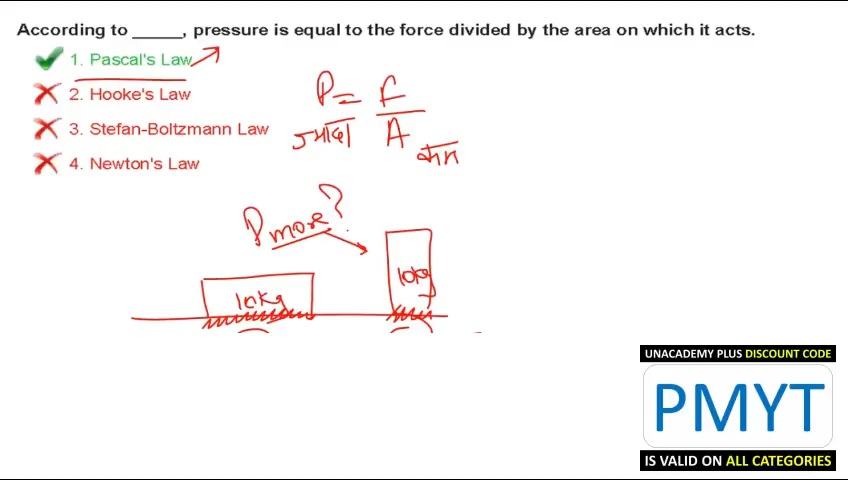 According to _____, pressure is equal to the force divided by the area on which it acts.
1. Pascal's Law
2. Hooke's Law
3. Stefan-Boltzmann Law
4. Newton's Law
P = F
A
ज्यादा
कम
P more?
10kg
10kg
UNACADEMY PLUS DISCOUNT CODE
PMYT
IS VALID ON ALL CATEGORIES